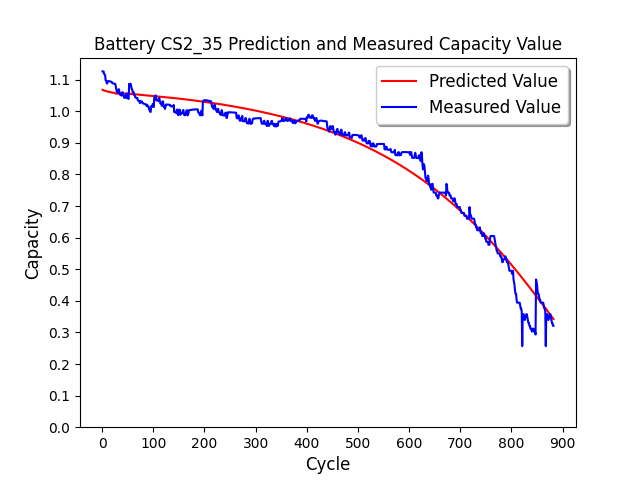 Battery CS2_35 Prediction and Measured Capacity Value
Predicted Value
Measured Value
1.1
1.0
0.9
0.8
0.7
0.6
0.5
0.4
0.3
0.2
0.1
0.0
Capacity
0 100 200 300 400 500 600 700 800 900
Cycle